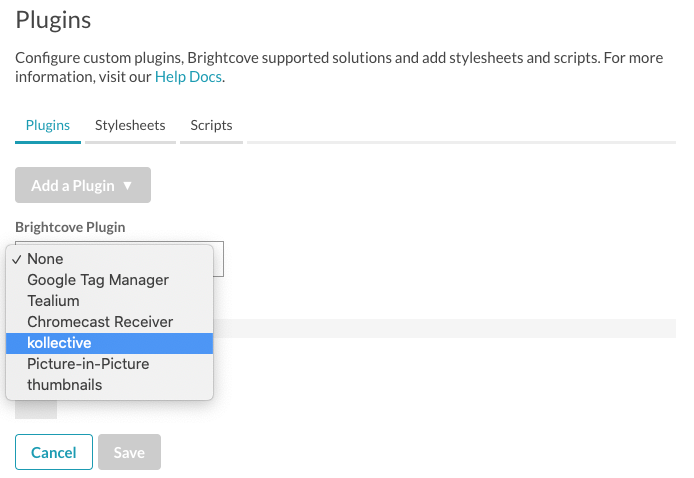 Plugins
Configure custom plugins, Brightcove supported solutions and add stylesheets and scripts. For more
information, visit our Help Docs.
Plugins Stylesheets Scripts
Add a Plugin ▼
Brightcove Plugin
✓ None
Google Tag Manager
Tealium
Chromecast Receiver
kollective
Picture-in-Picture
thumbnails
Cancel Save